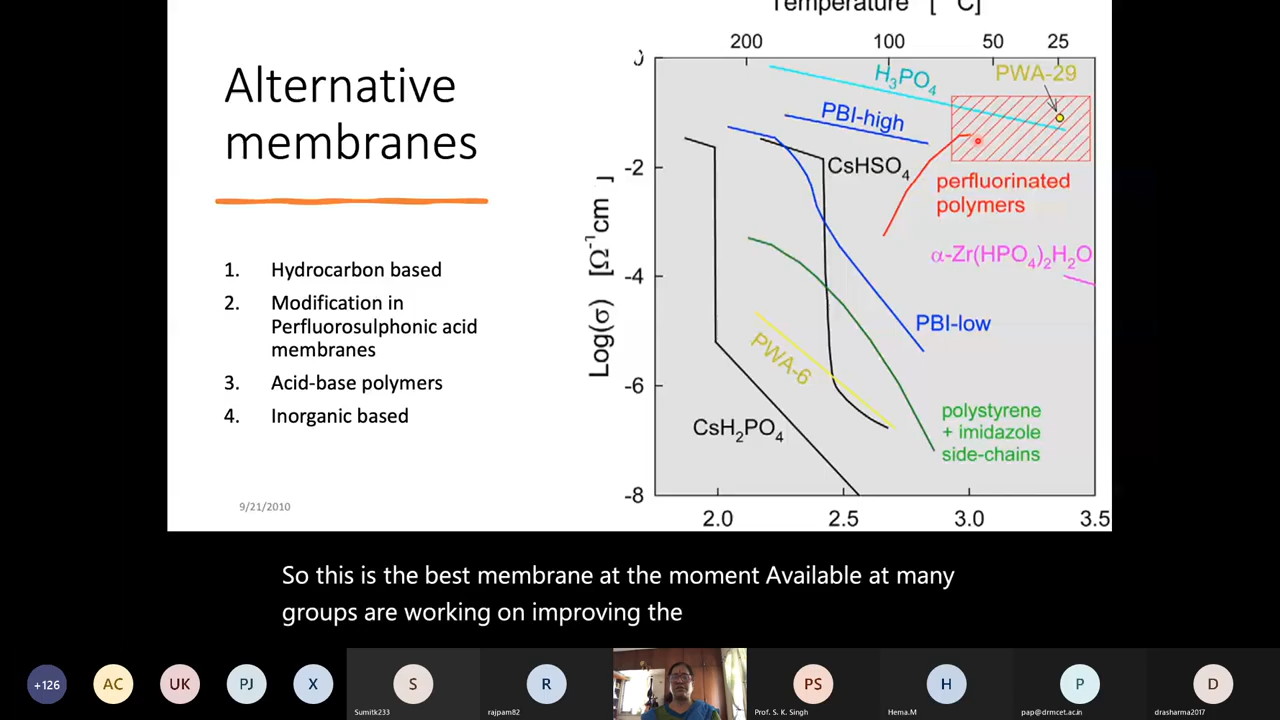 Alternative
membranes
1. Hydrocarbon based
2. Modification in
Perfluorosulphonic acid
membranes
3. Acid-base polymers
4. Inorganic based
9/21/2010
Temperature [ °C]
200 100 50 25
0
-2
-4
-6
-8
Log(σ) [Ω⁻¹cm ]
H₃PO₄
PWA-29
PBI-high
CsHSO₄
perfluorinated
polymers
α-Zr(HPO₄)₂H₂O
PBI-low
PWA-6
CsH₂PO₄
polystyrene
+ imidazole
side-chains
2.0 2.5 3.0 3.5
So this is the best membrane at the moment Available at many
groups are working on improving the
+126 AC UK PJ X S R PS H P D
Sumitk233 rajpam82 Prof. S. K. Singh Hema.M pap@drmcet.ac.in drasharma2017